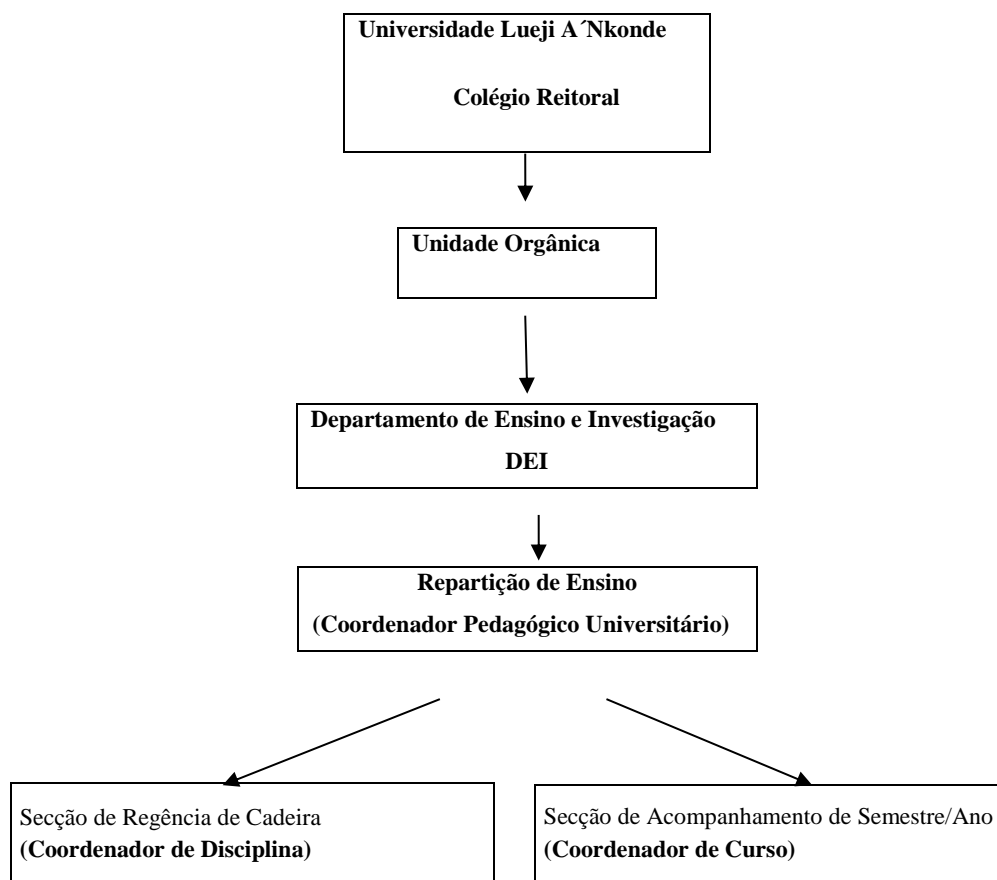 Universidade Lueji A´Nkonde
Colégio Reitoral
Unidade Orgânica
Departamento de Ensino e Investigação
DEI
Repartição de Ensino
(Coordenador Pedagógico Universitário)
Secção de Regência de Cadeira
(Coordenador de Disciplina)
Secção de Acompanhamento de Semestre/Ano
(Coordenador de Curso)